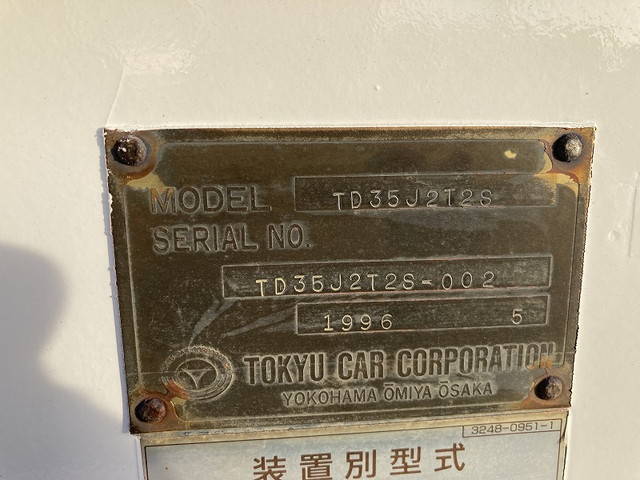 MODEL TD35J2T2S
SERIAL NO.
TD35J2T2S-002
1996 5
TOKYU CAR CORPORATION
YOKOHAMA ŌMIYA ŌSAKA
3248-0951-1
装置別型式